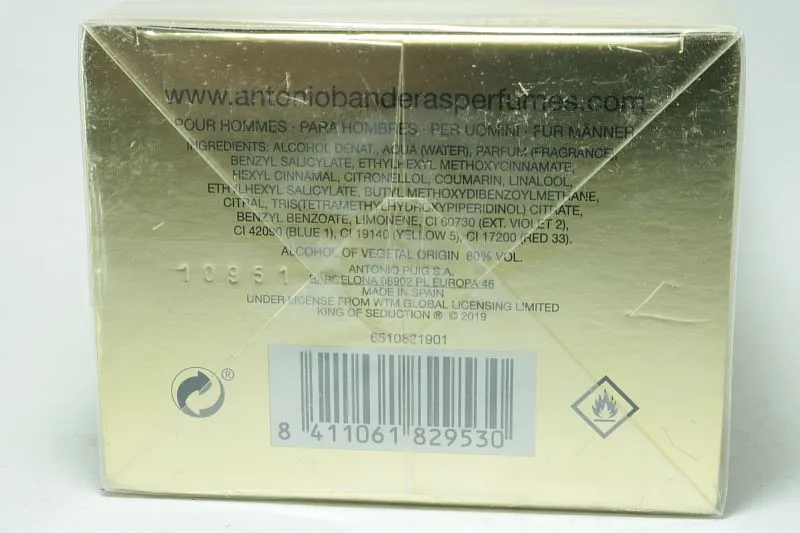 www.antoniobanderasperfumes.com
POUR HOMMES · PARA HOMBRES · PER UOMINI · FÜR MÄNNER
INGREDIENTS: ALCOHOL DENAT., AQUA (WATER), PARFUM (FRAGRANCE),
BENZYL SALICYLATE, ETHYLHEXYL METHOXYCINNAMATE,
HEXYL CINNAMAL, CITRONELLOL, COUMARIN, LINALOOL,
ETHYLHEXYL SALICYLATE, BUTYL METHOXYDIBENZOYLMETHANE,
CITRAL, TRIS(TETRAMETHYLHYDROXYPIPERIDINOL) CITRATE,
BENZYL BENZOATE, LIMONENE, CI 60730 (EXT. VIOLET 2),
CI 42090 (BLUE 1), CI 19140 (YELLOW 5), CI 17200 (RED 33).
ALCOHOL OF VEGETAL ORIGIN 80% VOL.
10951
ANTONIO PUIG S.A.
BARCELONA 08902 PL EUROPA 46
MADE IN SPAIN
UNDER LICENSE FROM WTM GLOBAL LICENSING LIMITED
KING OF SEDUCTION ® © 2019
6510821901
®
8 411061 829530